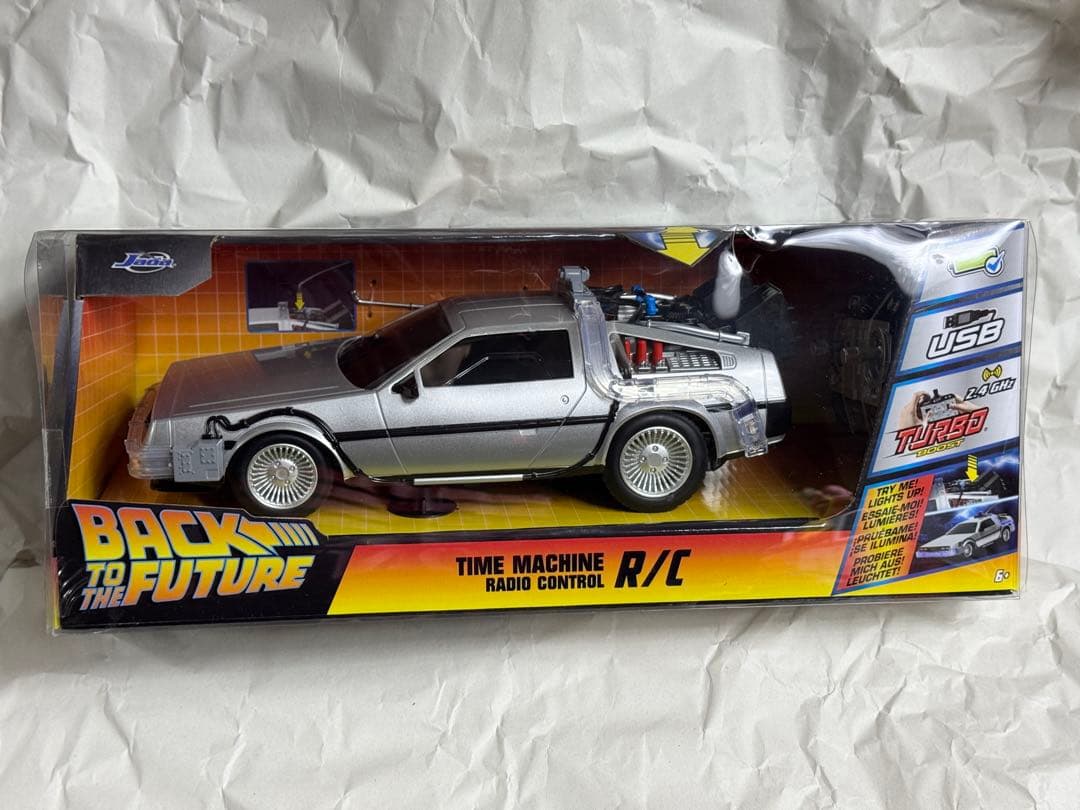 Jada
BACK
TO THE
FUTURE
TIME MACHINE
RADIO CONTROL
R/C
USB
2.4 GHz
TURBO
BOOST
TRY ME!
LIGHTS UP!
ESSAIE-MOI!
LUMIÈRES!
¡PRUÉBAME!
¡SE ILUMINA!
PROBIERE
MICH AUS!
LEUCHTET!
6+